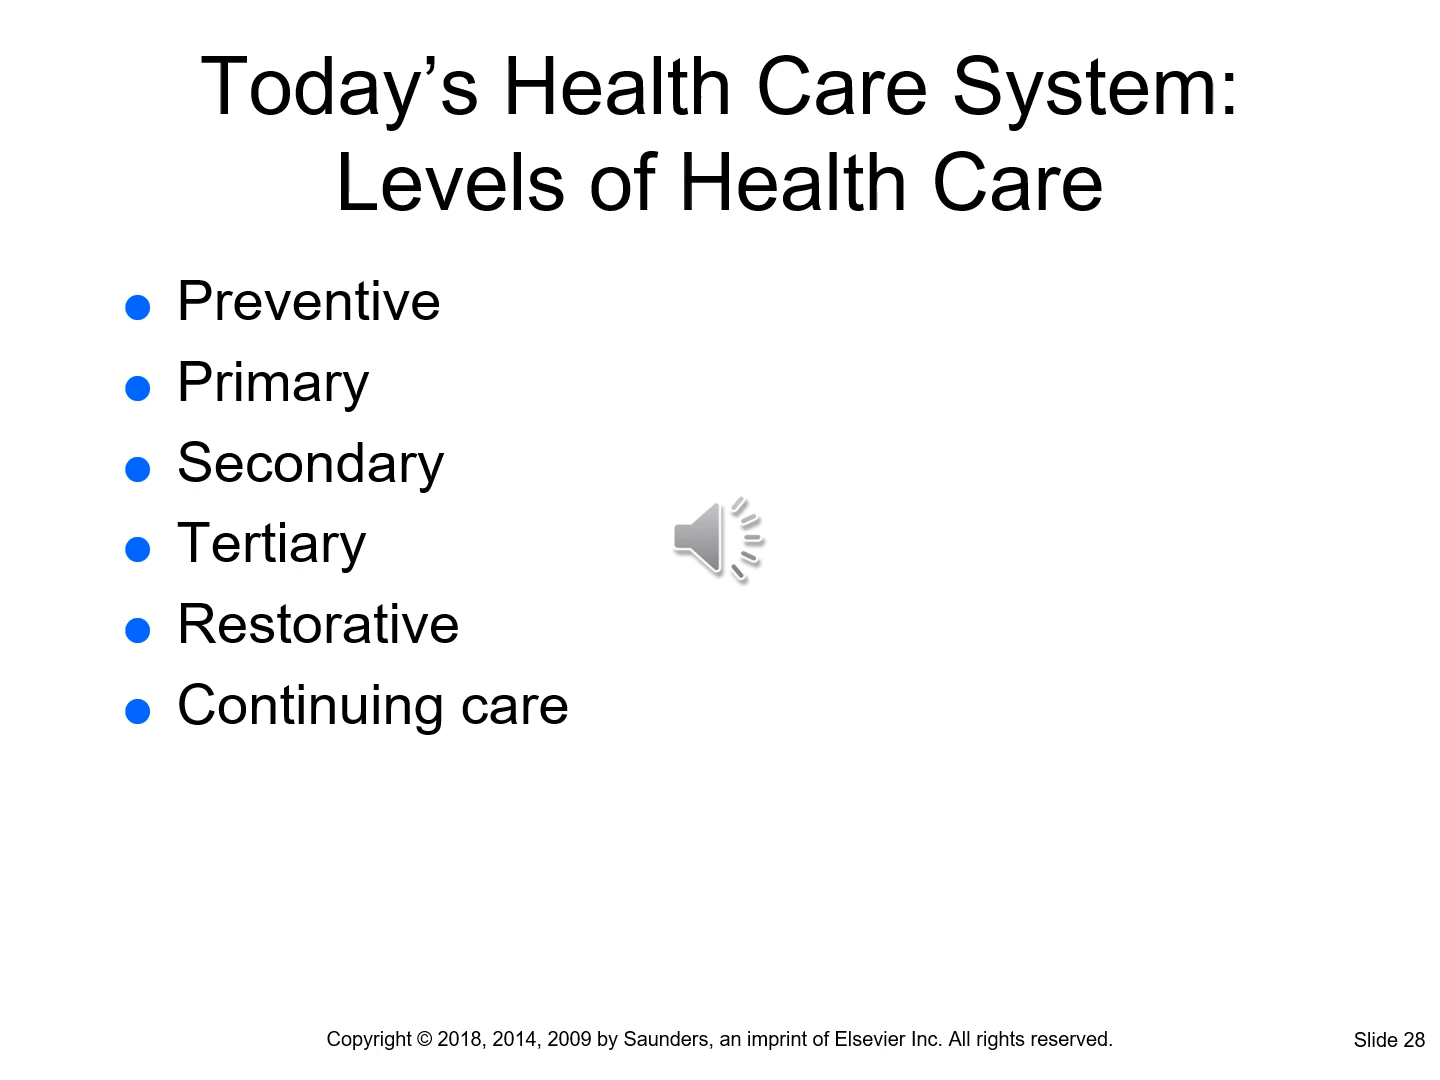 Today’s Health Care System:
Levels of Health Care
Preventive
Primary
Secondary
Tertiary
Restorative
Continuing care
Copyright © 2018, 2014, 2009 by Saunders, an imprint of Elsevier Inc. All rights reserved.
Slide 28